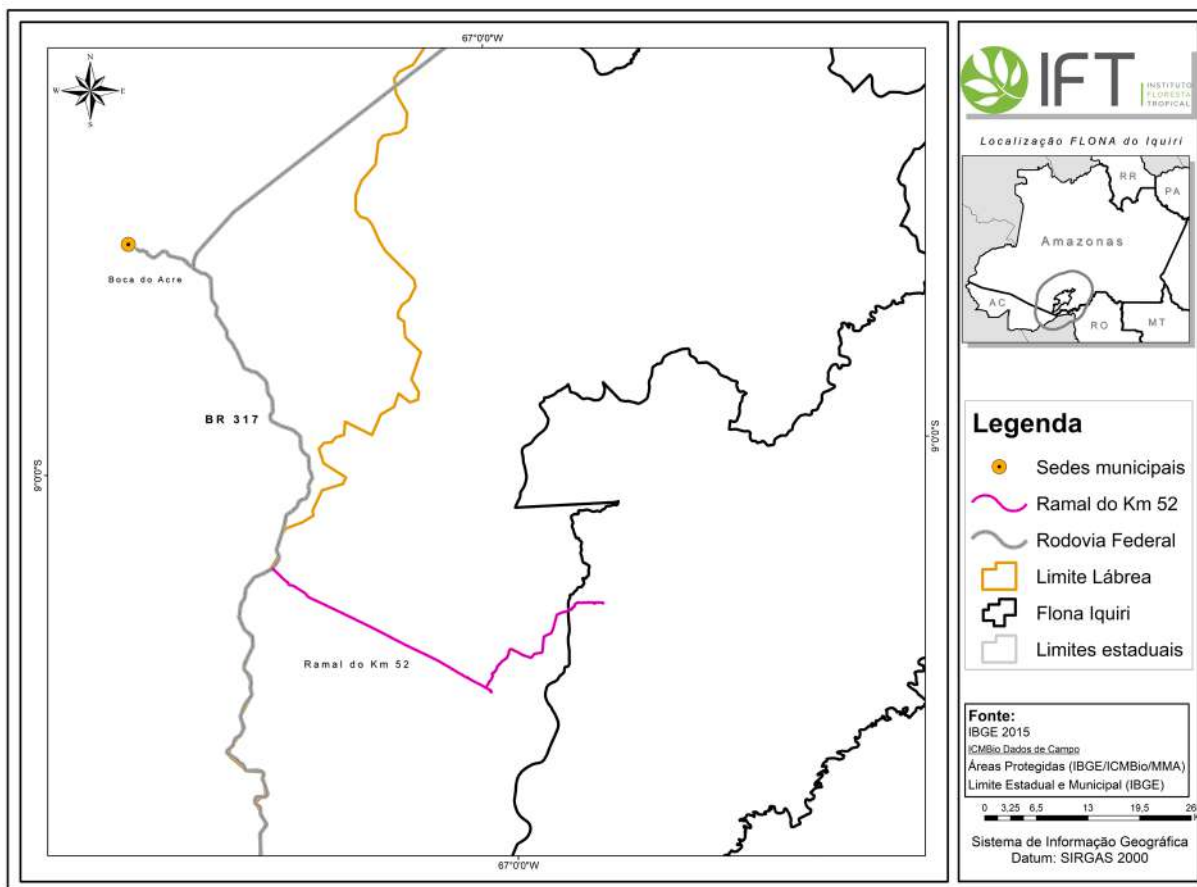 67°0'0"W
N
W
E
S
Boca do Acre
BR 317
9°0'0"S
9°0'0"S
Ramal do Km 52
67°0'0"W
IFT
INSTITUTO
FLORESTA
TROPICAL
Localização FLONA do Iquiri
RR
PA
Amazonas
AC
RO
MT
Legenda
Sedes municipais
Ramal do Km 52
Rodovia Federal
Limite Lábrea
Flona Iquiri
Limites estaduais
Fonte:
IBGE 2015
ICMBio Dados de Campo
Áreas Protegidas (IBGE/ICMBio/MMA)
Limite Estadual e Municipal (IBGE)
0 3,25 6,5 13 19,5 26
Sistema de Informação Geográfica
Datum: SIRGAS 2000